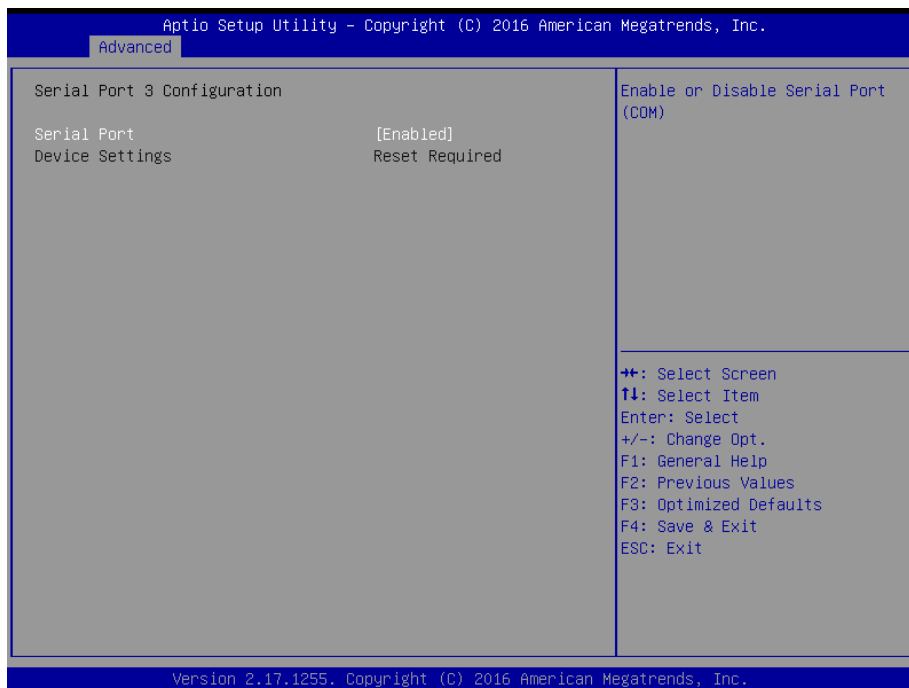 Aptio Setup Utility – Copyright (C) 2016 American Megatrends, Inc.
Advanced
Serial Port 3 Configuration
Serial Port [Enabled]
Device Settings Reset Required
Enable or Disable Serial Port
(COM)
→←: Select Screen
↑↓: Select Item
Enter: Select
+/-: Change Opt.
F1: General Help
F2: Previous Values
F3: Optimized Defaults
F4: Save & Exit
ESC: Exit
Version 2.17.1255. Copyright (C) 2016 American Megatrends, Inc.